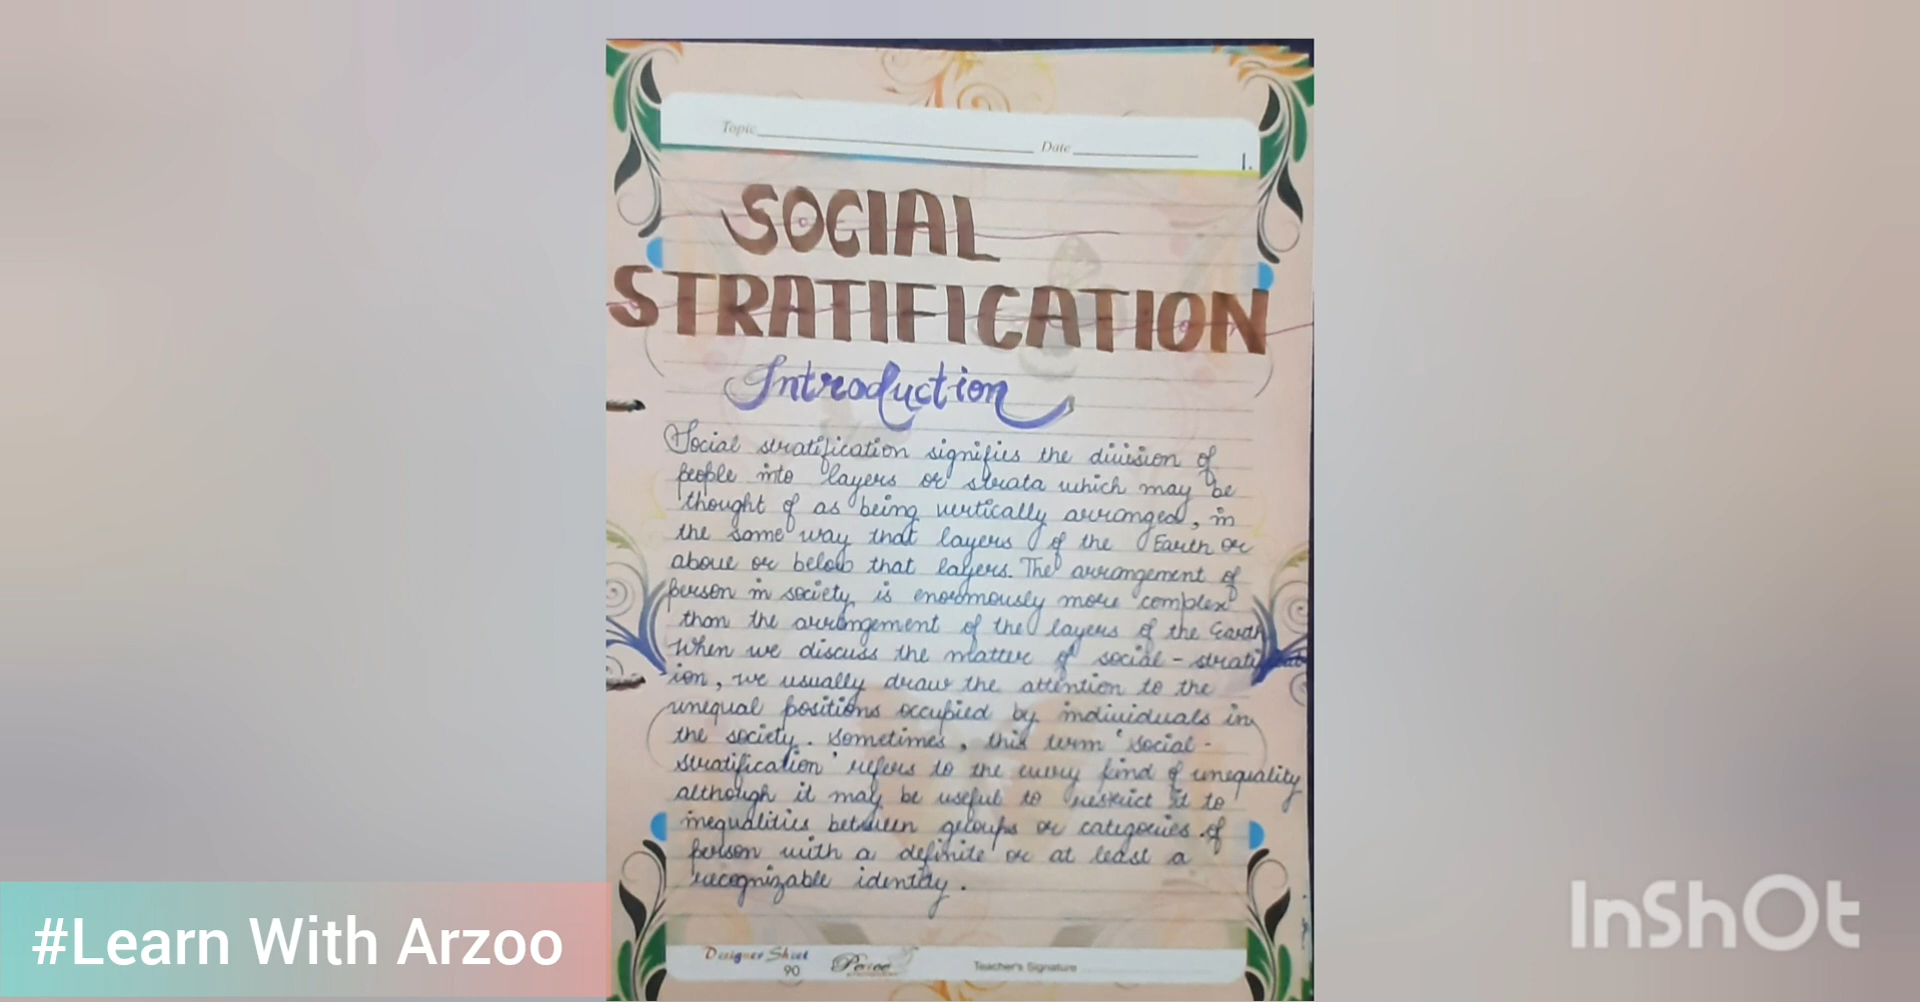 Topic
Date
1.
SOCIAL
STRATIFICATION
Introduction
Social stratification signifies the division of
people into layers or strata which may be
thought of as being vertically arranged, in
the same way that layers of the Earth or
above or below that layers. The arrangement of
person in society is enormously more complex
than the arrangement of the layers of the Earth
When we discuss the matter of social - stratificat
ion, we usually draw the attention to the
unequal positions occupied by individuals in
the society. Sometimes, this term 'social -
stratification' refers to the every kind of unequality
although it may be useful to restrict it to
inequalities between groups or categories of
person with a definite or at least a
recognizable identity.
Designer Sheet
90
Teacher's Signature
#Learn With Arzoo
InShOt